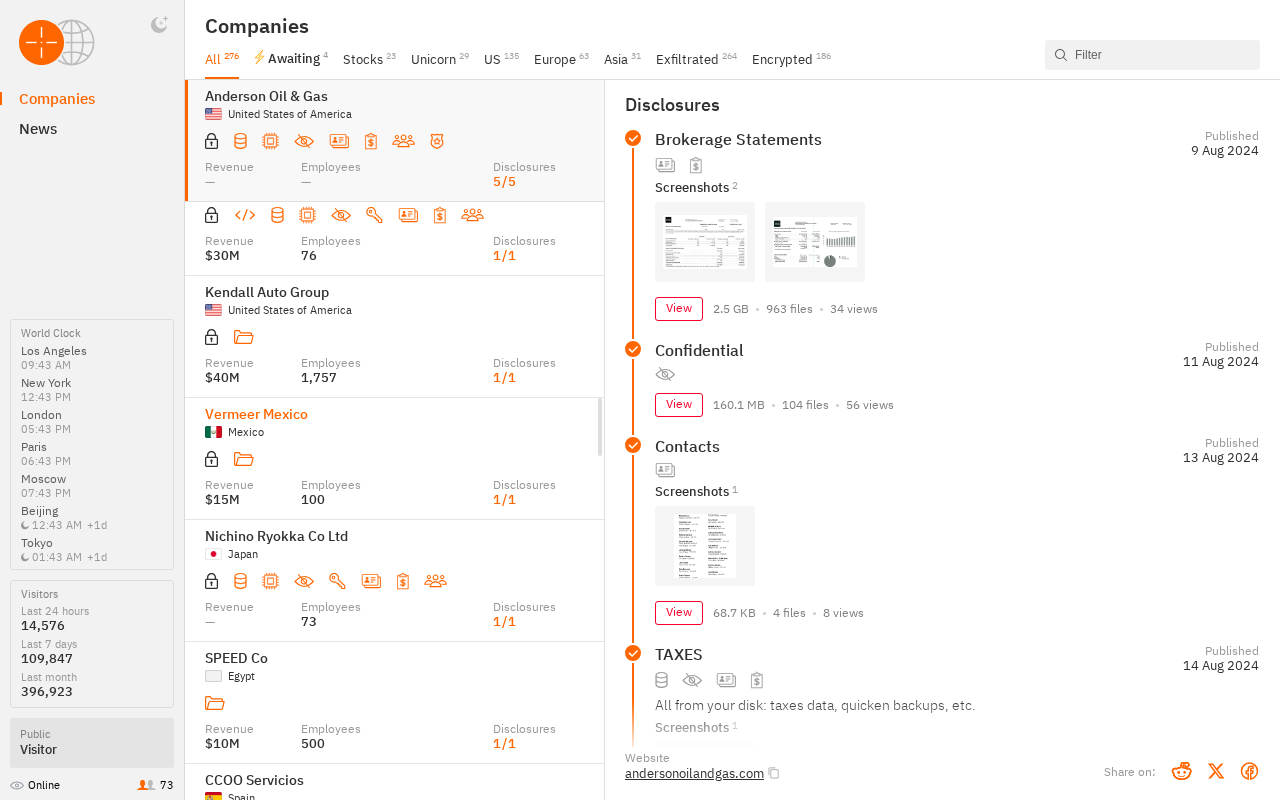 Companies
News
World Clock
Los Angeles
09:43 AM
New York
12:43 PM
London
05:43 PM
Paris
06:43 PM
Moscow
07:43 PM
Beijing
12:43 AM +1d
Tokyo
01:43 AM +1d
Visitors
Last 24 hours
14,576
Last 7 days
109,847
Last month
396,923
Public
Visitor
Online 73
Companies
All 276 Awaiting 4 Stocks 23 Unicorn 29 US 135 Europe 63 Asia 31 Exfiltrated 264 Encrypted 186
Filter
Anderson Oil & Gas
United States of America
Revenue Employees Disclosures
— — 5/5
Revenue Employees Disclosures
$30M 76 1/1
Kendall Auto Group
United States of America
Revenue Employees Disclosures
$40M 1,757 1/1
Vermeer Mexico
Mexico
Revenue Employees Disclosures
$15M 100 1/1
Nichino Ryokka Co Ltd
Japan
Revenue Employees Disclosures
— 73 1/1
SPEED Co
Egypt
Revenue Employees Disclosures
$10M 500 1/1
CCOO Servicios
Spain
Disclosures
Brokerage Statements
Published
9 Aug 2024
Screenshots 2
View 2.5 GB • 963 files • 34 views
Confidential
Published
11 Aug 2024
View 160.1 MB • 104 files • 56 views
Contacts
Published
13 Aug 2024
Screenshots 1
View 68.7 KB • 4 files • 8 views
TAXES
Published
14 Aug 2024
All from your disk: taxes data, quicken backups, etc.
Screenshots 1
Website
andersonoilandgas.com
Share on: